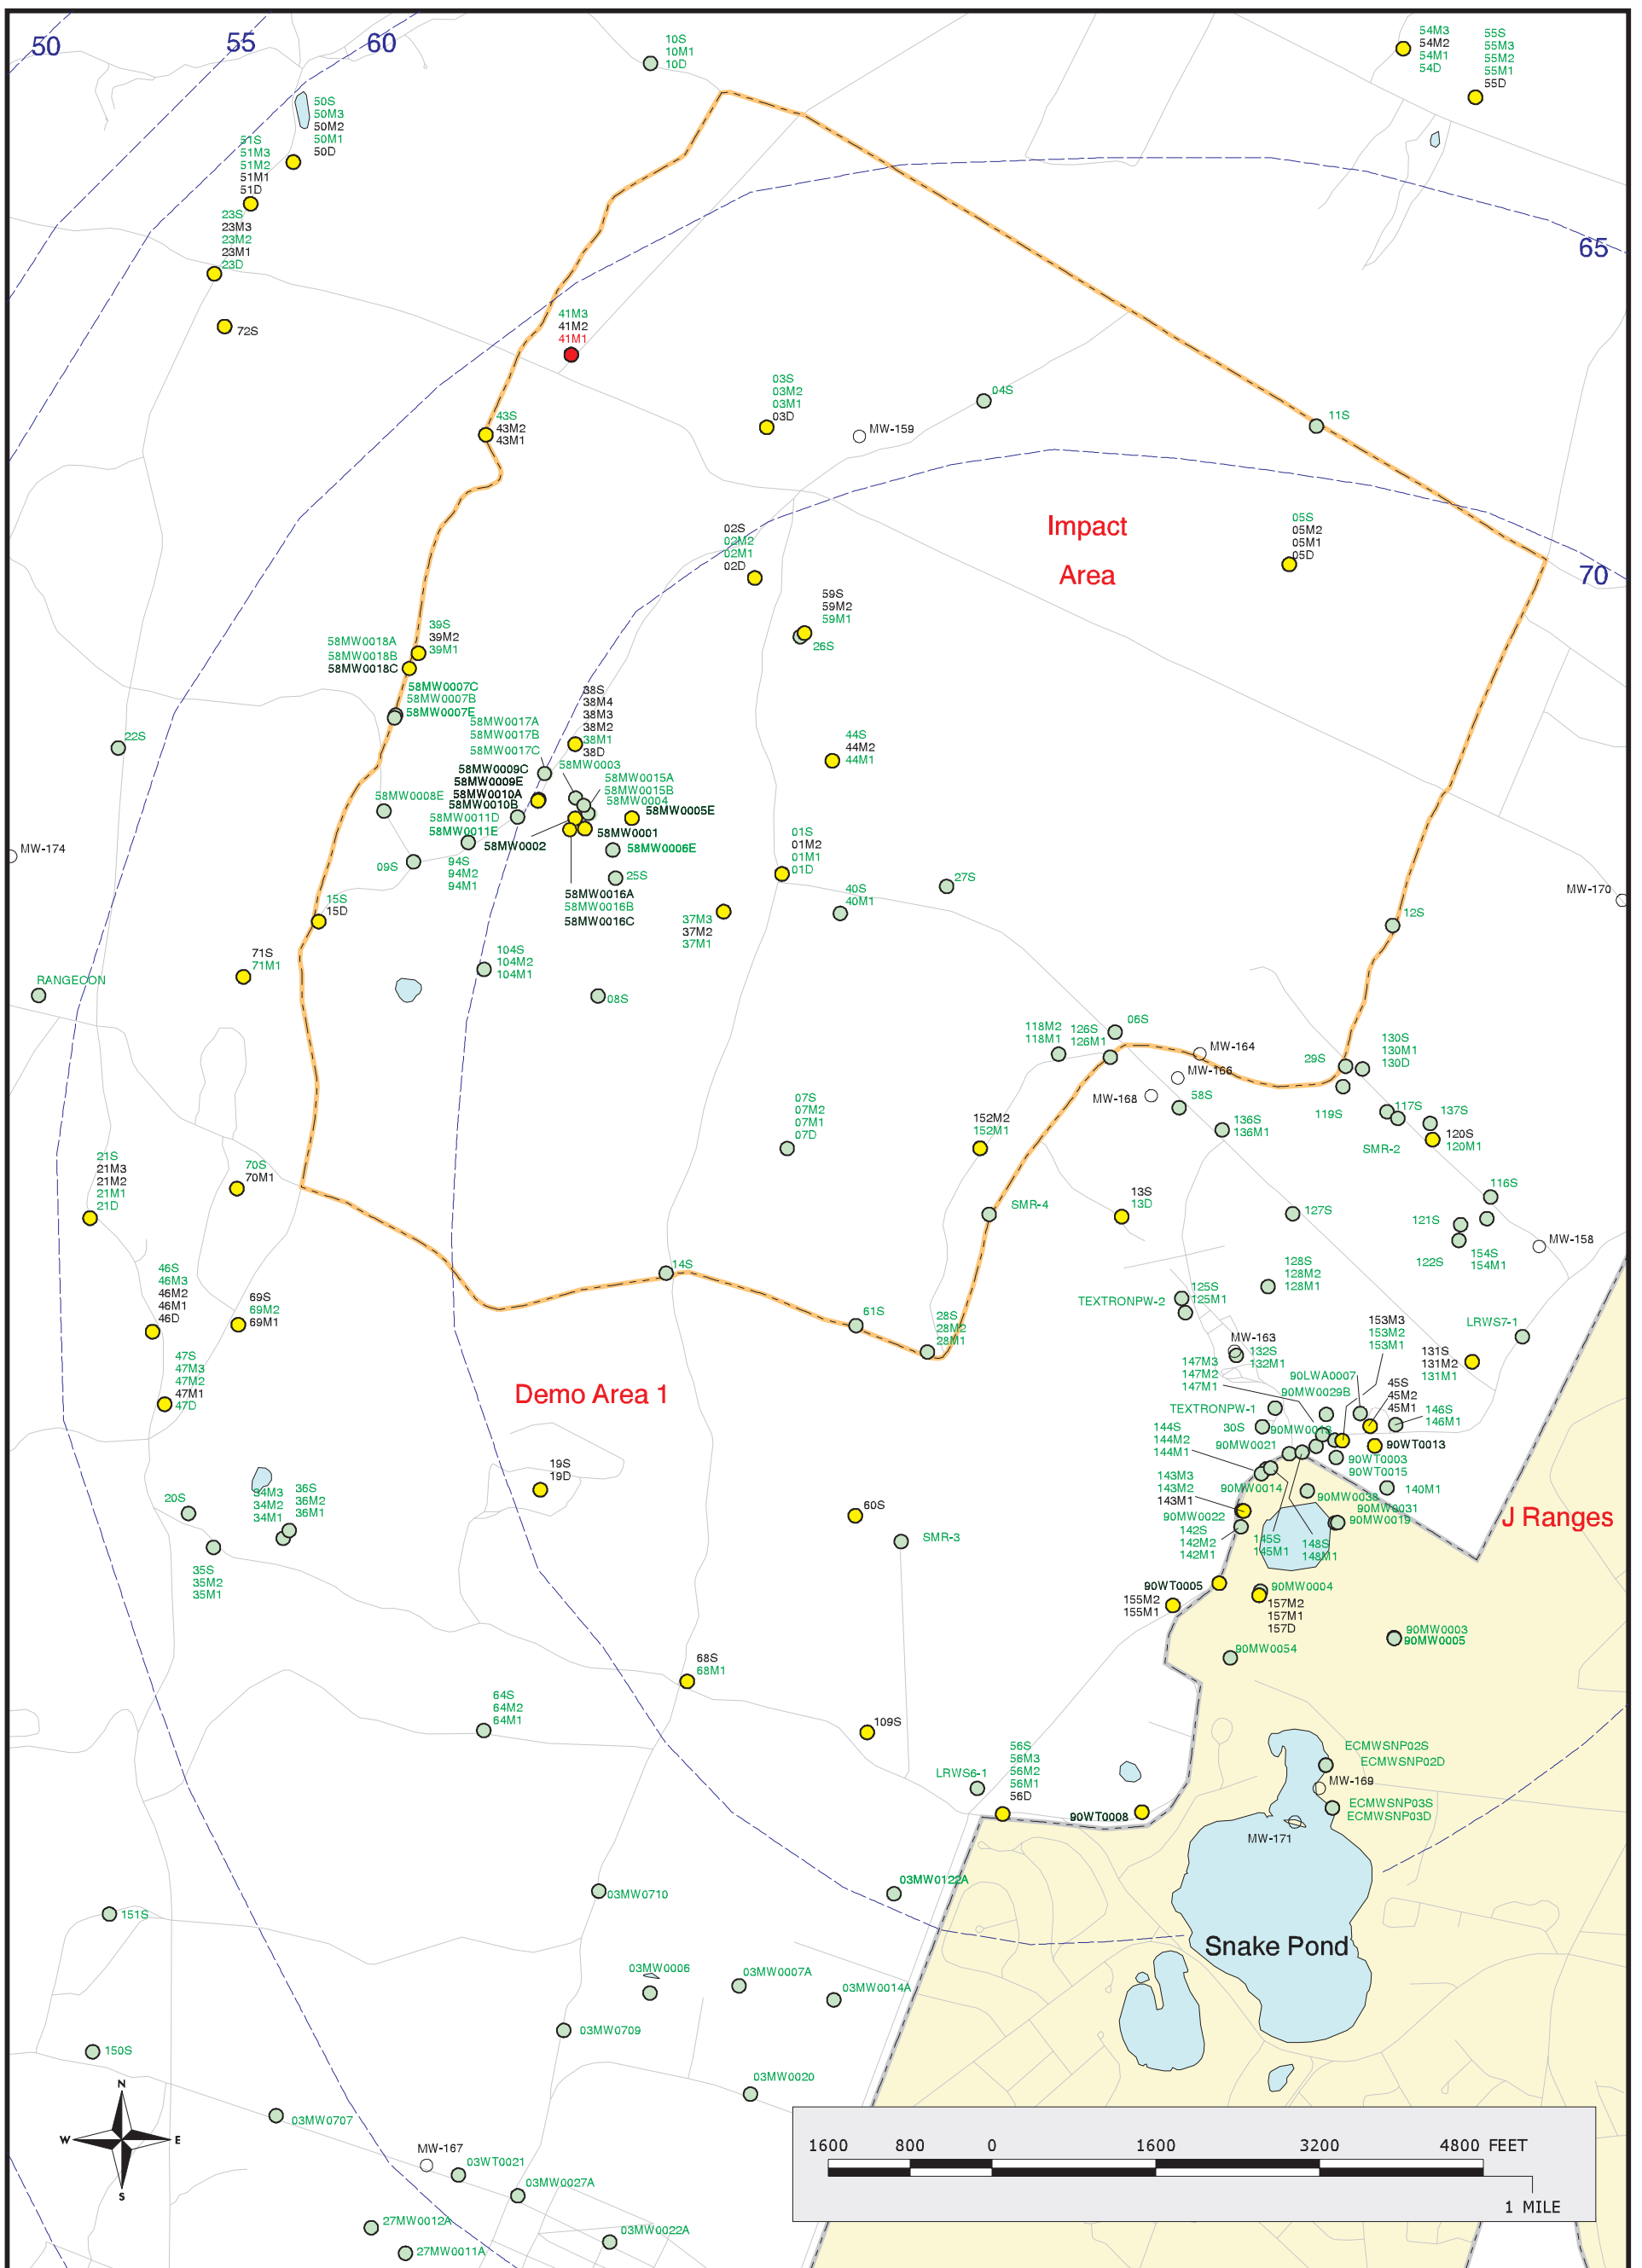 50
55
60
10S
10M1
10D
54M3
54M2
54M1
54D
55S
55M3
55M2
55M1
55D
50S
50M3
50M2
50M1
50D
51S
51M3
51M2
51M1
51D
23S
23M3
23M2
23M1
23D
72S
65
41M3
41M2
41M1
03S
03M2
03M1
03D
04S
11S
MW-159
43S
43M2
43M1
Impact
Area
02S
02M2
02M1
02D
05S
05M2
05M1
05D
70
59S
59M2
59M1
26S
39S
39M2
39M1
58MW0018A
58MW0018B
58MW0018C
58MW0007C
58MW0007B
58MW0007E
38S
38M4
38M3
38M2
38M1
38D
58MW0017A
58MW0017B
58MW0017C
58MW0003
22S
44S
44M2
44M1
58MW0009C
58MW0009E
58MW0010A
58MW0010B
58MW0011D
58MW0011E
58MW0015A
58MW0015B
58MW0004
58MW0005E
58MW0008E
58MW0002
58MW0001
58MW0006E
MW-174
09S
94S
94M2
94M1
25S
01S
01M2
01M1
01D
40S
40M1
27S
MW-170
58MW0016A
58MW0016B
58MW0016C
15S
15D
37M3
37M2
37M1
12S
71S
71M1
104S
104M2
104M1
RANGECON
08S
118M2
118M1
126S
126M1
06S
MW-164
MW-166
MW-168
58S
29S
130S
130M1
130D
119S
117S
137S
120S
120M1
SMR-2
136S
136M1
07S
07M2
07M1
07D
152M2
152M1
21S
21M3
21M2
21M1
21D
70S
70M1
116S
SMR-4
13S
13D
127S
121S
122S
154S
154M1
MW-158
14S
46S
46M3
46M2
46M1
46D
69S
69M2
69M1
128S
128M2
128M1
125S
125M1
TEXTRONPW-2
61S
28S
28M2
28M1
MW-163
132S
132M1
153M3
153M2
153M1
LRWS7-1
131S
131M2
131M1
47S
47M3
47M2
47M1
47D
Demo Area 1
147M3
147M2
147M1
90LWA0007
90MW0029B
45S
45M2
45M1
146S
146M1
TEXTRONPW-1
30S
90MW0013
90MW0021
144S
144M2
144M1
90WT0013
90WT0003
90WT0015
140M1
19S
19D
20S
34M3
34M2
34M1
36S
36M2
36M1
143M3
143M2
143M1
90MW0014
90MW0038
90MW0031
90MW0019
J Ranges
60S
SMR-3
90MW0022
142S
142M2
142M1
145S
145M1
148S
148M1
35S
35M2
35M1
90WT0005
155M2
155M1
90MW0004
157M2
157M1
157D
90MW0003
90MW0005
90MW0054
68S
68M1
64S
64M2
64M1
109S
56S
56M3
56M2
56M1
56D
LRWS6-1
90WT0008
ECMWSNP02S
ECMWSNP02D
MW-169
ECMWSNP03S
ECMWSNP03D
MW-171
03MW0710
03MW0122A
151S
Snake Pond
03MW0006
03MW0007A
03MW0014A
03MW0709
150S
03MW0020
N
W
E
S
03MW0707
MW-167
03WT0021
03MW0027A
27MW0012A
03MW0022A
27MW0011A
1600
800
0
1600
3200
4800 FEET
1 MILE